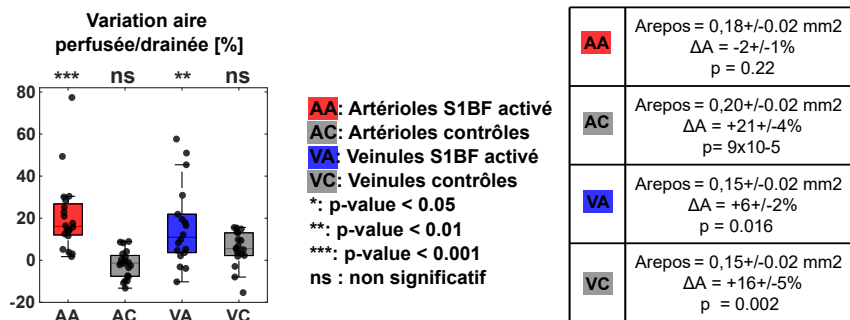 Variation aire
perfusée/drainée [%]
*** ns ** ns
80
60
40
20
0
-20
AA AC VA VC
AA: Artérioles S1BF activé
AC: Artérioles contrôles
VA: Veinules S1BF activé
VC: Veinules contrôles
*: p-value < 0.05
**: p-value < 0.01
***: p-value < 0.001
ns : non significatif
AA
Arepos = 0,18+/-0.02 mm2
ΔA = -2+/-1%
p = 0.22
AC
Arepos = 0,20+/-0.02 mm2
ΔA = +21+/-4%
p= 9x10-5
VA
Arepos = 0,15+/-0.02 mm2
ΔA = +6+/-2%
p = 0.016
VC
Arepos = 0,15+/-0.02 mm2
ΔA = +16+/-5%
p = 0.002